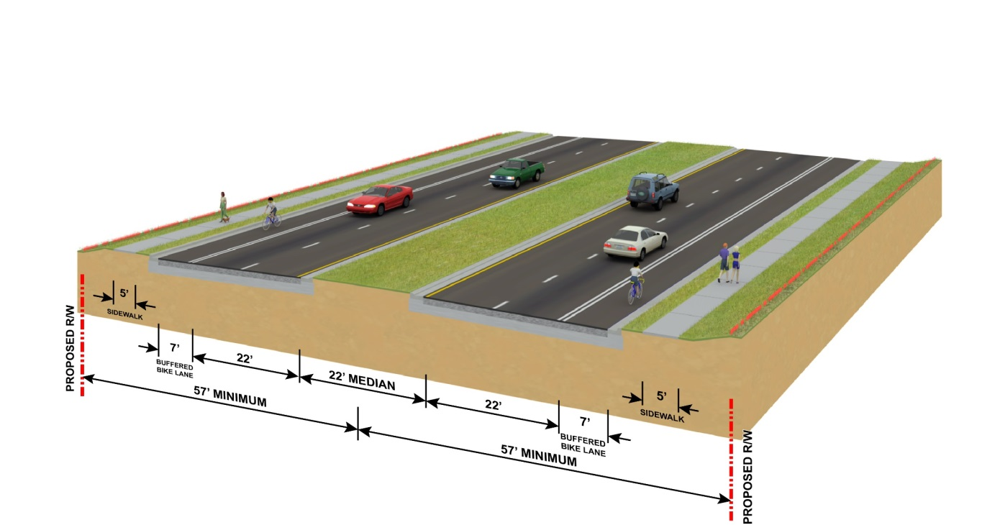 PROPOSED R/W
5’
SIDEWALK
7’
BUFFERED
BIKE LANE
22’
22’ MEDIAN
22’
7’
BUFFERED
BIKE LANE
5’
SIDEWALK
57’ MINIMUM
57’ MINIMUM
PROPOSED R/W